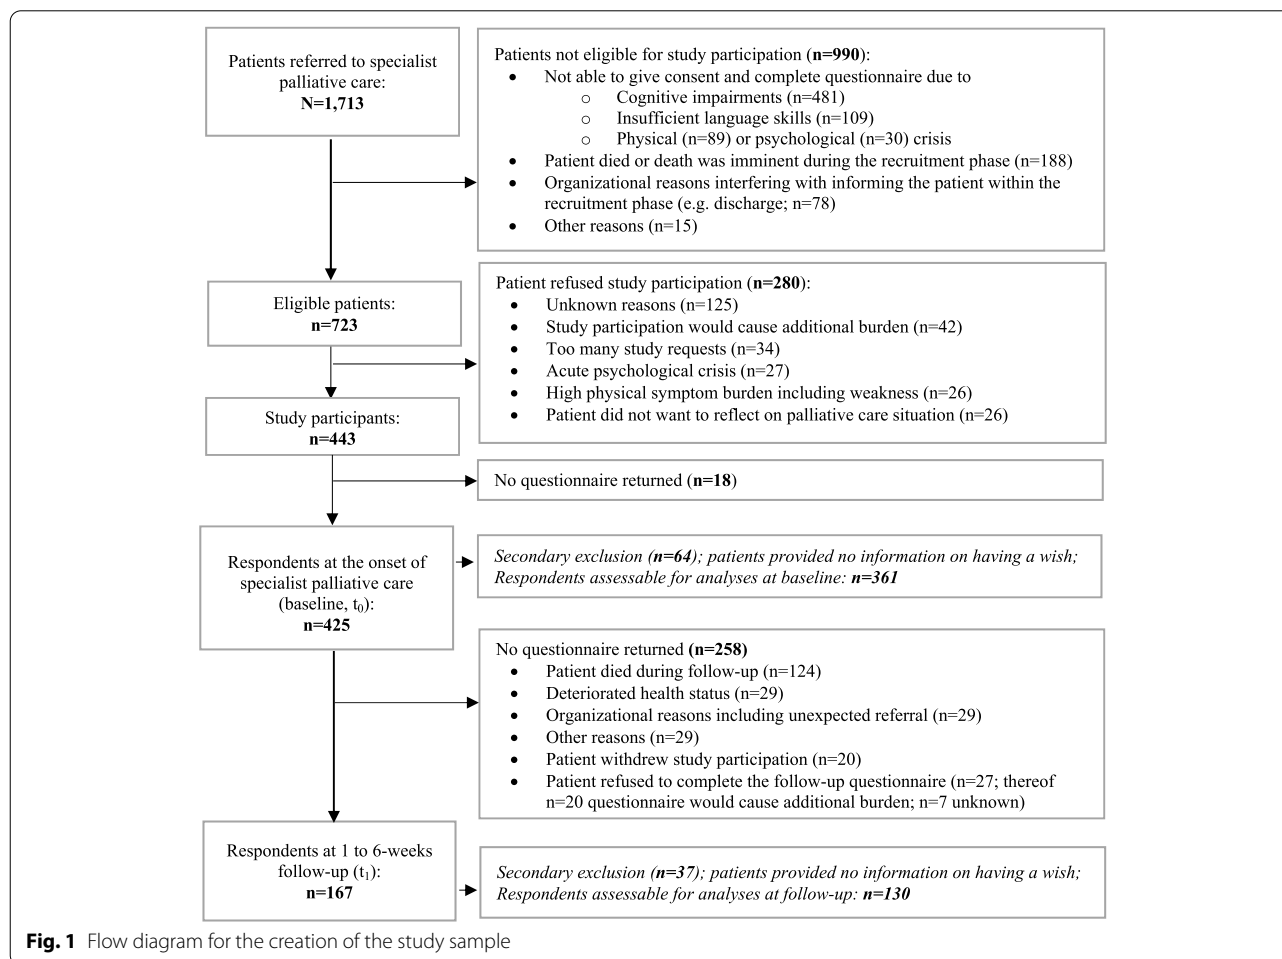 Patients referred to specialist
palliative care:
N=1,713
Patients not eligible for study participation (n=990):
• Not able to give consent and complete questionnaire due to
o Cognitive impairments (n=481)
o Insufficient language skills (n=109)
o Physical (n=89) or psychological (n=30) crisis
• Patient died or death was imminent during the recruitment phase (n=188)
• Organizational reasons interfering with informing the patient within the
recruitment phase (e.g. discharge; n=78)
• Other reasons (n=15)
Eligible patients:
n=723
Patient refused study participation (n=280):
• Unknown reasons (n=125)
• Study participation would cause additional burden (n=42)
• Too many study requests (n=34)
• Acute psychological crisis (n=27)
• High physical symptom burden including weakness (n=26)
• Patient did not want to reflect on palliative care situation (n=26)
Study participants:
n=443
No questionnaire returned (n=18)
Respondents at the onset of
specialist palliative care
(baseline, t0):
n=425
Secondary exclusion (n=64); patients provided no information on having a wish;
Respondents assessable for analyses at baseline: n=361
No questionnaire returned (n=258)
• Patient died during follow-up (n=124)
• Deteriorated health status (n=29)
• Organizational reasons including unexpected referral (n=29)
• Other reasons (n=29)
• Patient withdrew study participation (n=20)
• Patient refused to complete the follow-up questionnaire (n=27; thereof
n=20 questionnaire would cause additional burden; n=7 unknown)
Respondents at 1 to 6-weeks
follow-up (t1):
n=167
Secondary exclusion (n=37); patients provided no information on having a wish;
Respondents assessable for analyses at follow-up: n=130
Fig. 1 Flow diagram for the creation of the study sample